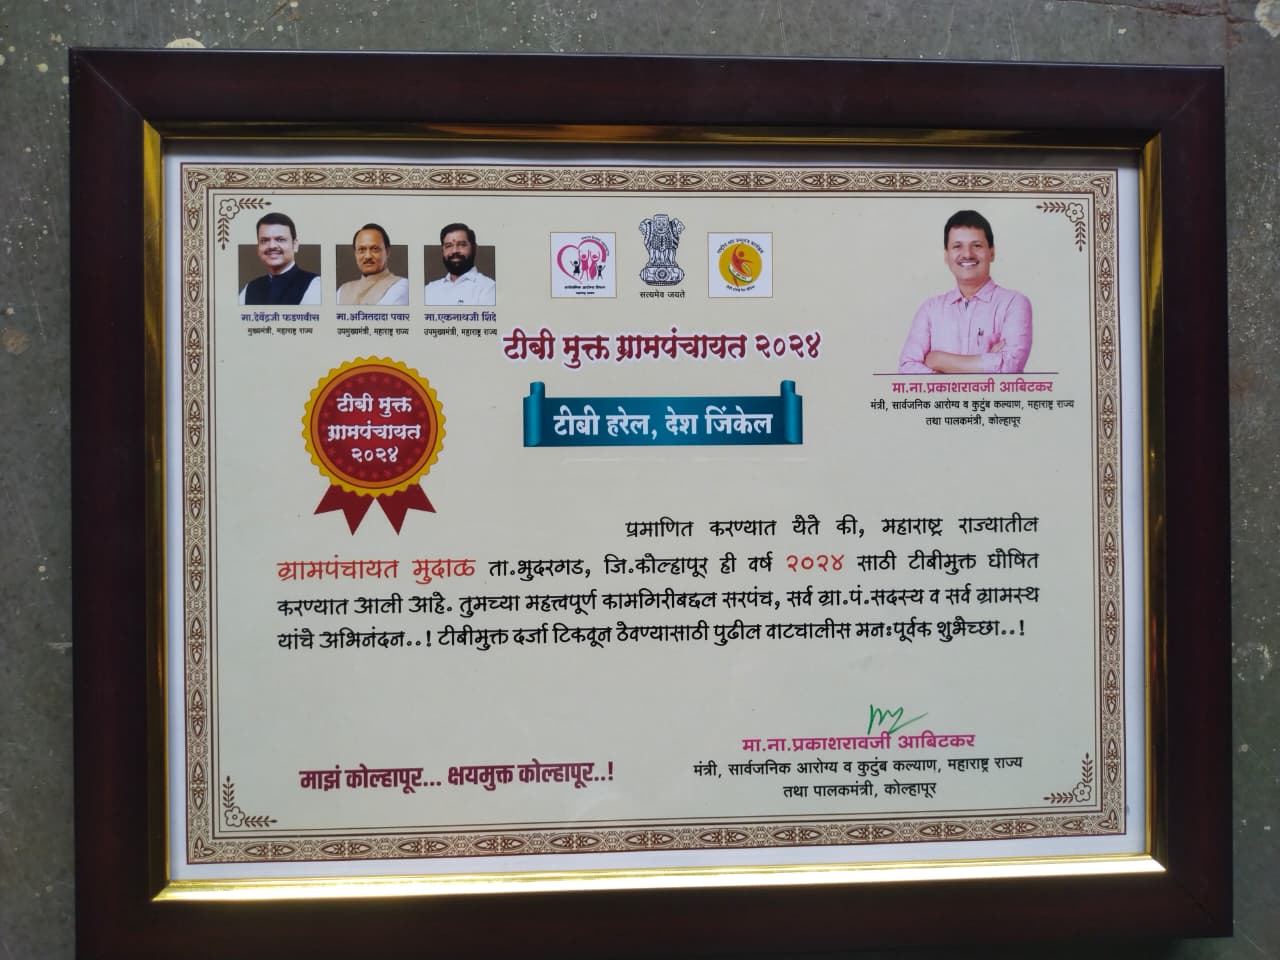 मा.देवेंद्रजी फडणवीस
मुख्यमंत्री, महाराष्ट्र राज्य
मा.अजितदादा पवार
उपमुख्यमंत्री, महाराष्ट्र राज्य
मा.एकनाथजी शिंदे
उपमुख्यमंत्री, महाराष्ट्र राज्य
सत्यमेव जयते
मा.ना.प्रकाशरावजी आबिटकर
मंत्री, सार्वजनिक आरोग्य व कुटुंब कल्याण, महाराष्ट्र राज्य
तथा पालकमंत्री, कोल्हापूर
टीबी मुक्त ग्रामपंचायत २०२४
टीबी हरेल, देश जिंकेल
टीबी मुक्त
ग्रामपंचायत
२०२४
प्रमाणित करण्यात येते की, महाराष्ट्र राज्यातील
ग्रामपंचायत मुदाळ ता.भुदरगड, जि.कोल्हापूर ही वर्ष २०२४ साठी टीबीमुक्त घोषित
करण्यात आली आहे. तुमच्या महत्त्वपूर्ण कामगिरीबद्दल सरपंच, सर्व ग्रा.पं.सदस्य व सर्व ग्रामस्थ
यांचे अभिनंदन..! टीबीमुक्त दर्जा टिकवून ठेवण्यासाठी पुढील वाटचालीस मनःपूर्वक शुभेच्छा..!
माझं कोल्हापूर... क्षयमुक्त कोल्हापूर..!
मा.ना.प्रकाशरावजी आबिटकर
मंत्री, सार्वजनिक आरोग्य व कुटुंब कल्याण, महाराष्ट्र राज्य
तथा पालकमंत्री, कोल्हापूर